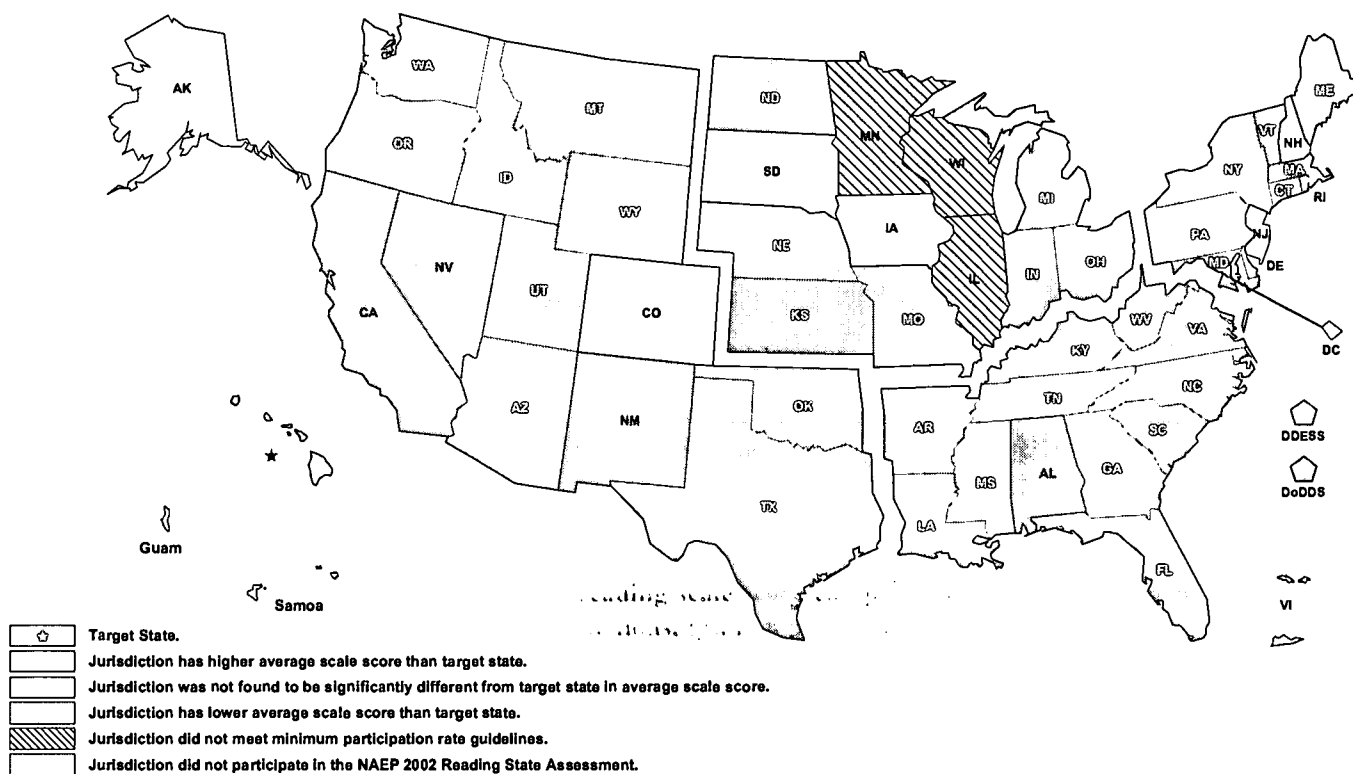 AK
WA
MT
ND
MN
ME
VT
NH
OR
ID
SD
WI
MI
NY
MA
CT
RI
WY
IA
PA
NJ
NE
NV
UT
IL
IN
OH
MD
DE
CA
CO
KS
MO
WV
VA
KY
DC
AZ
NM
OK
AR
TN
NC
SC
DDESS
MS
AL
GA
DoDDS
TX
LA
Guam
FL
Samoa
VI
Target State.
Jurisdiction has higher average scale score than target state.
Jurisdiction was not found to be significantly different from target state in average scale score.
Jurisdiction has lower average scale score than target state.
Jurisdiction did not meet minimum participation rate guidelines.
Jurisdiction did not participate in the NAEP 2002 Reading State Assessment.